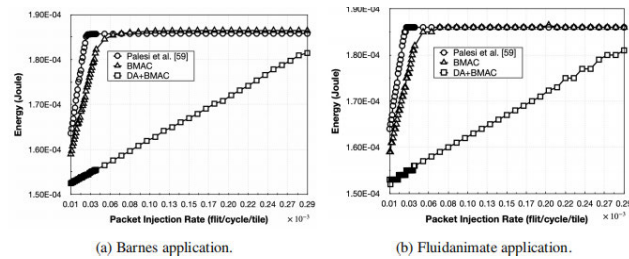 1.90E-04
1.80E-04
1.70E-04
1.60E-04
1.50E-04
Energy (Joule)
Palesi et al. [59]
BMAC
DA+BMAC
0.01 0.03 0.05 0.07 0.09 0.11 0.13 0.15 0.17 0.19 0.21 0.23 0.25 0.27 0.29
Packet Injection Rate (flit/cycle/tile) × 10⁻³
(a) Barnes application.
1.90E-04
1.80E-04
1.70E-04
1.60E-04
1.50E-04
Energy (Joule)
Palesi et al. [59]
BMAC
DA+BMAC
0.01 0.03 0.05 0.07 0.09 0.11 0.13 0.15 0.17 0.19 0.21 0.23 0.25 0.27 0.29
Packet Injection Rate (flit/cycle/tile) × 10⁻³
(b) Fluidanimate application.